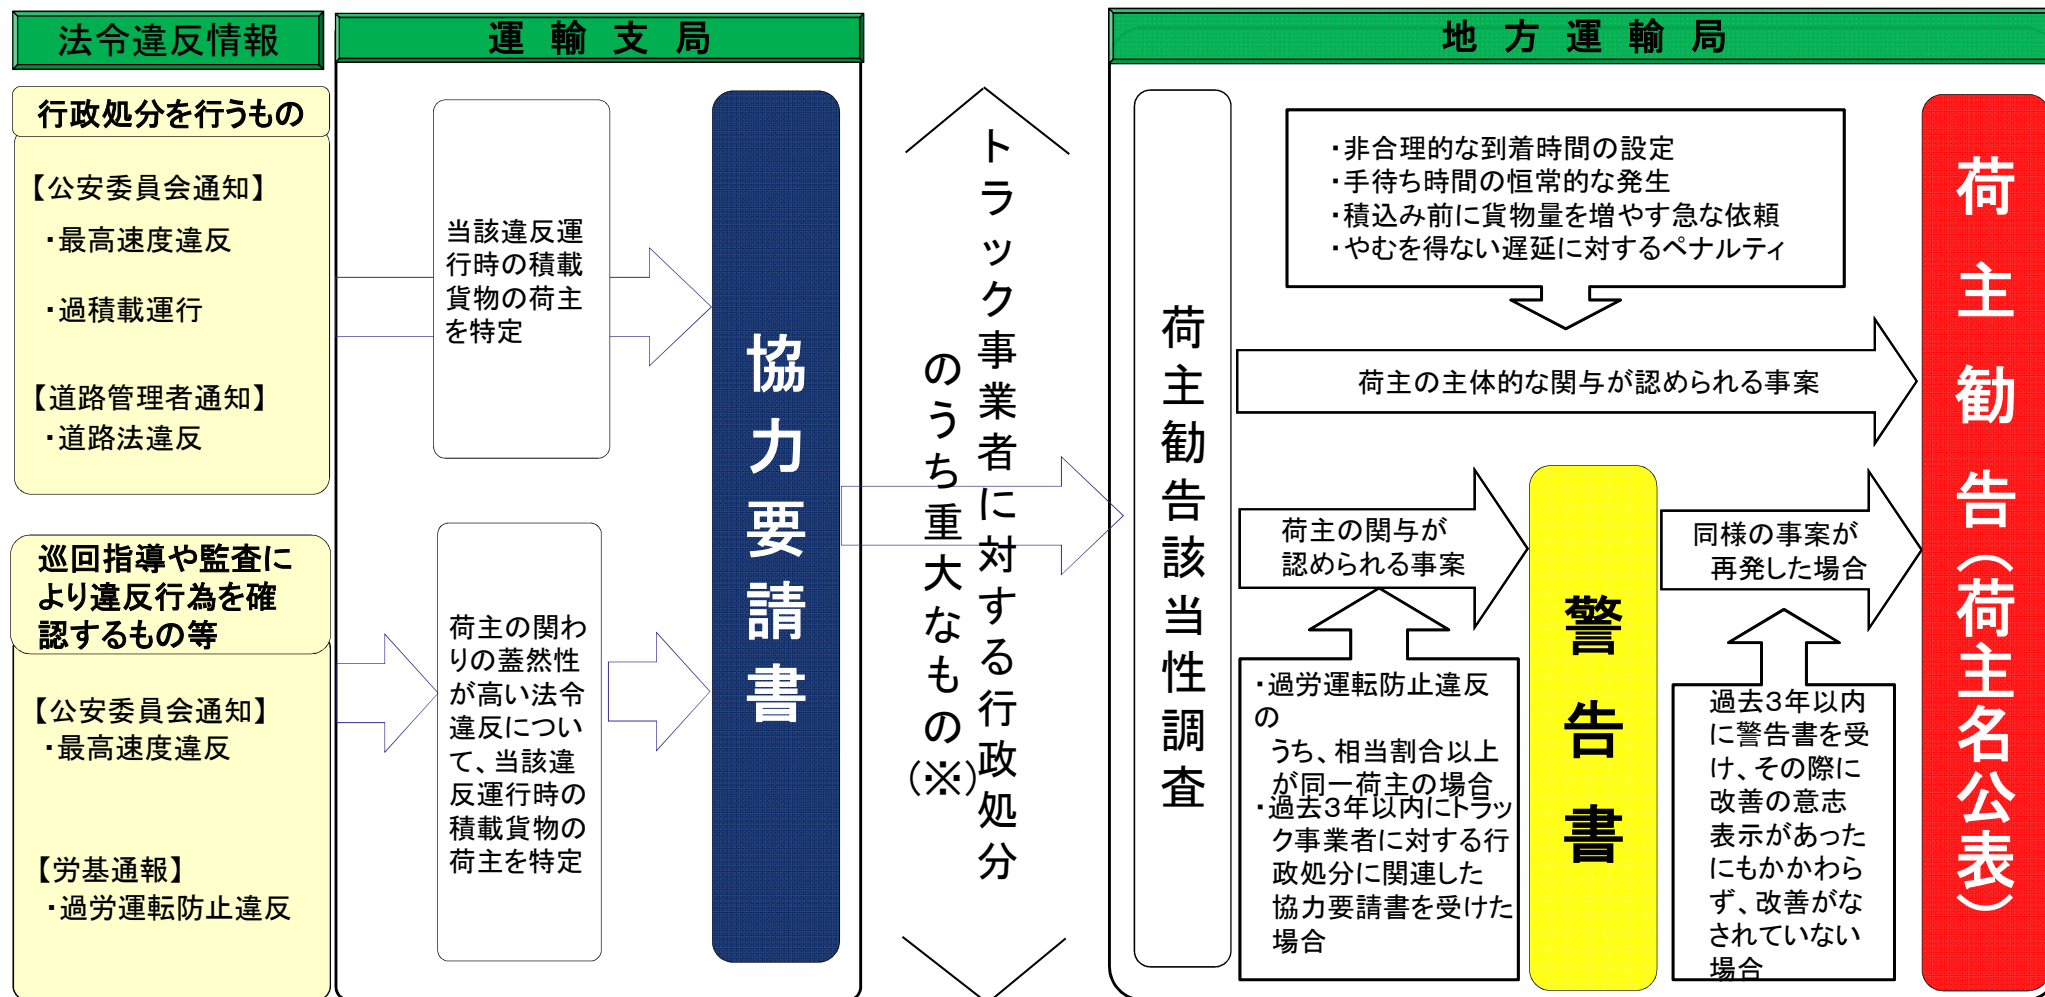 法令違反情報
行政処分を行うもの
【公安委員会通知】
・最高速度違反
・過積載運行
【道路管理者通知】
・道路法違反
巡回指導や監査に
より違反行為を確
認するもの等
【公安委員会通知】
・最高速度違反
【労基通報】
・過労運転防止違反
運輸支局
当該違反運
行時の積載
貨物の荷主
を特定
荷主の関わ
りの蓋然性
が高い法令
違反につい
て、当該違
反運行時の
積載貨物の
荷主を特定
協力要請書
トラック事業者に対する行政処分
のうち重大なもの(※)
地方運輸局
荷主勧告該当性調査
・非合理的な到着時間の設定
・手待ち時間の恒常的な発生
・積込み前に貨物量を増やす急な依頼
・やむを得ない遅延に対するペナルティ
荷主の主体的な関与が認められる事案
荷主の関与が
認められる事案
・過労運転防止違反
の
うち、相当割合以上
が同一荷主の場合
・過去3年以内にトラッ
ク事業者に対する行
政処分に関連した
協力要請書を受けた
場合
警告書
同様の事案が
再発した場合
過去3年以内
に警告書を受
け、その際に
改善の意志
表示があった
にもかかわら
ず、改善がな
されていない
場合
荷主勧告(荷主名公表)